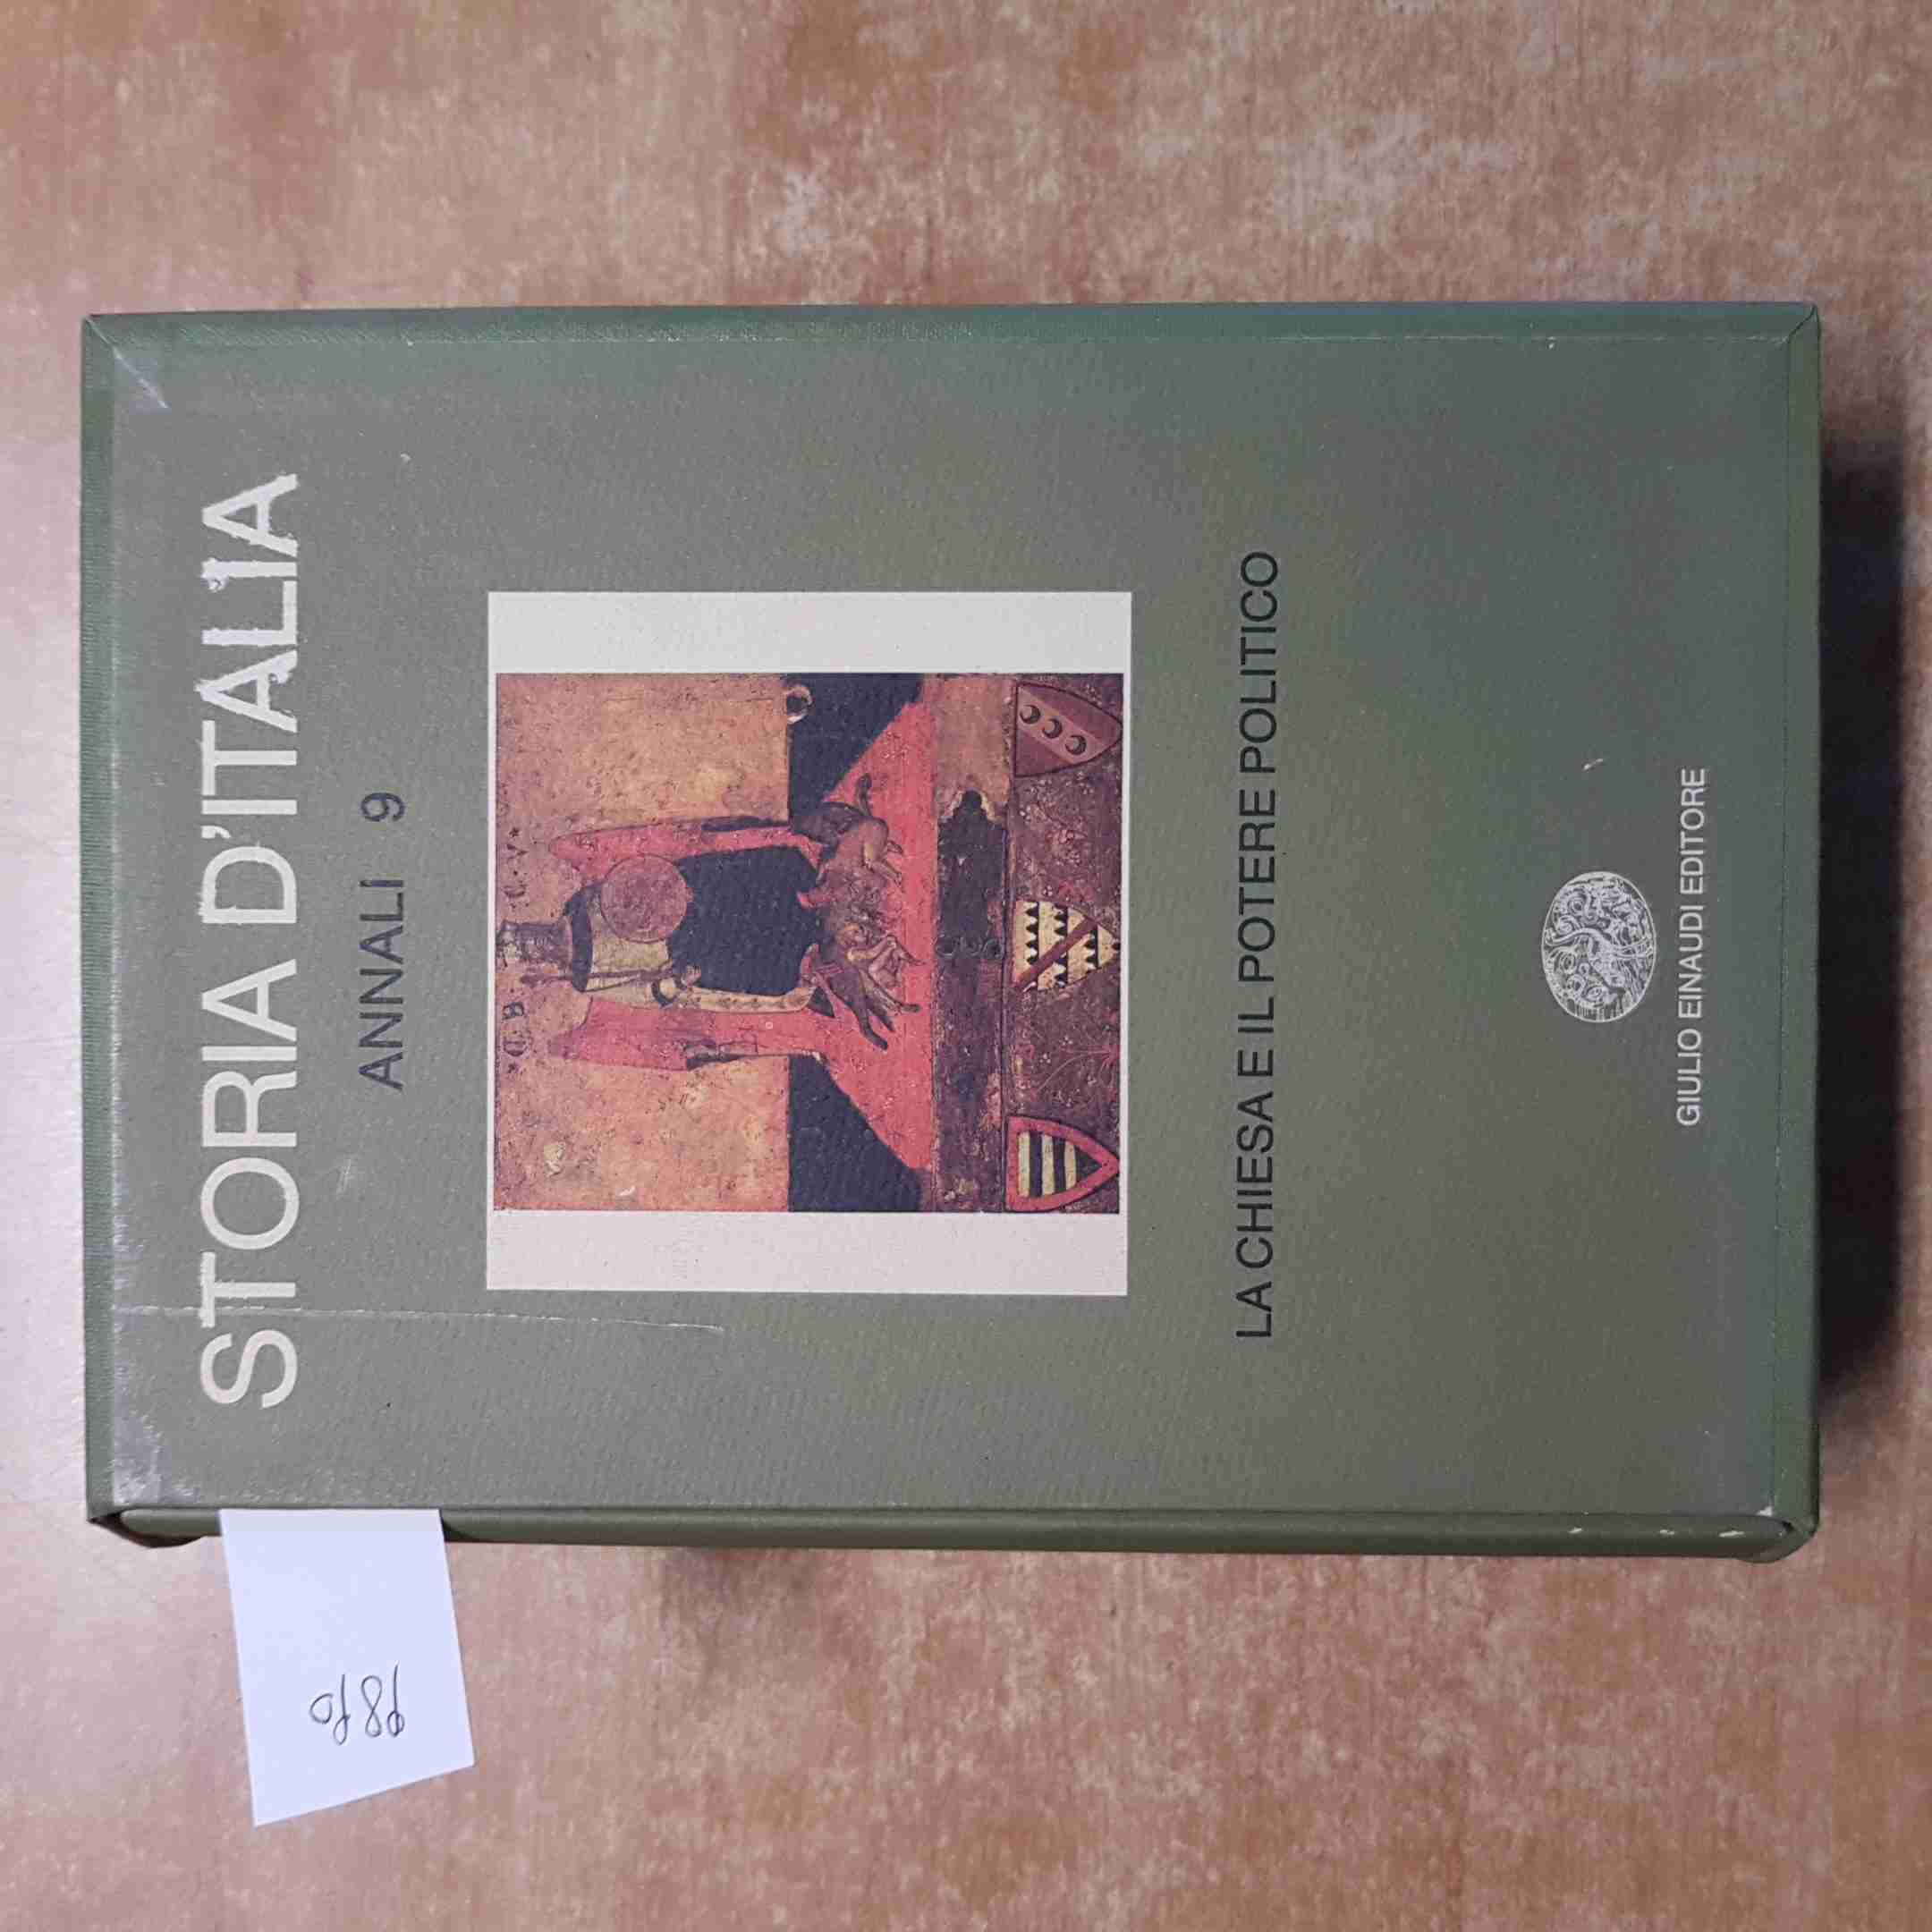 STORIA D'ITALIA
ANNALI 9
LA CHIESA E IL POTERE POLITICO
GIULIO EINAUDI EDITORE